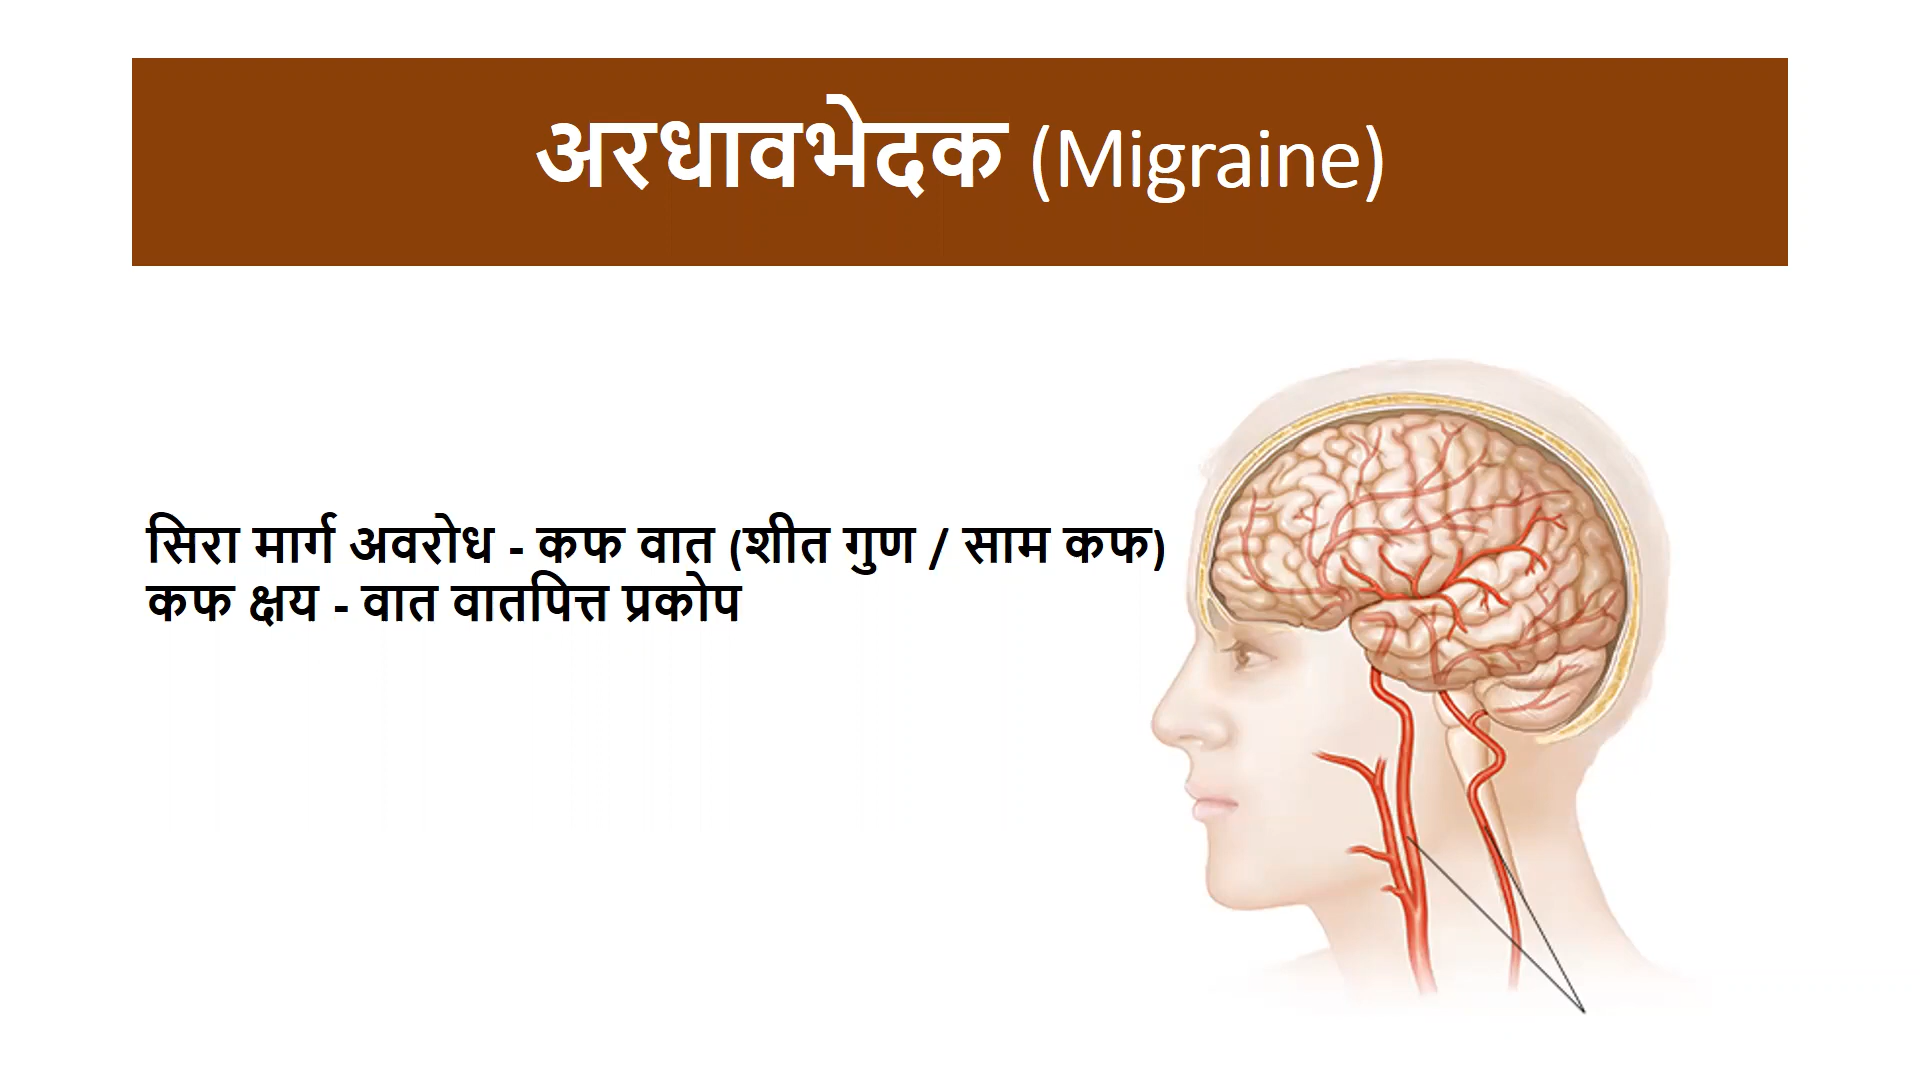 अरधावभेदक (Migraine)
सिरा मार्ग अवरोध - कफ वात (शीत गुण / साम कफ)
कफ क्षय - वात वातपित्त प्रकोप